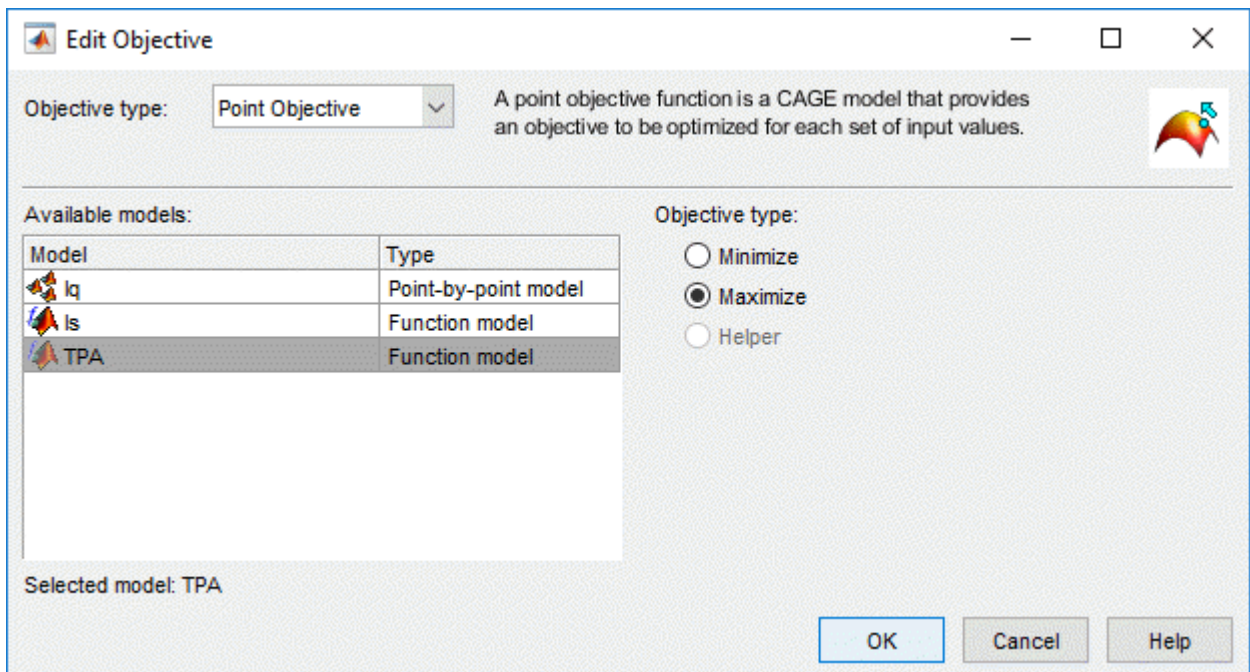 Edit Objective
Objective type: Point Objective A point objective function is a CAGE model that provides
an objective to be optimized for each set of input values.
Available models: Objective type:
Model Type
Iq Point-by-point model
Is Function model
TPA Function model
Minimize
Maximize
Helper
Selected model: TPA
OK Cancel Help